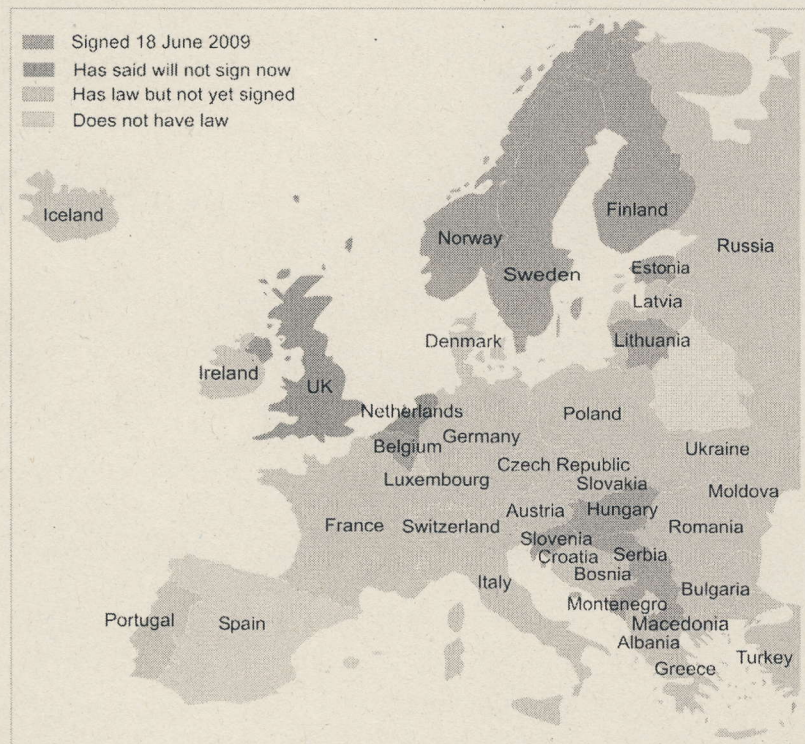 Signed 18 June 2009
Has said will not sign now
Has law but not yet signed
Does not have law
Iceland
Finland
Norway
Russia
Sweden
Estonia
Latvia
Denmark
Lithuania
Ireland
UK
Netherlands
Poland
Belgium
Germany
Ukraine
Czech Republic
Luxembourg
Slovakia
Moldova
Austria
Hungary
France
Switzerland
Romania
Slovenia
Croatia
Serbia
Bosnia
Italy
Bulgaria
Montenegro
Portugal
Spain
Macedonia
Albania
Turkey
Greece